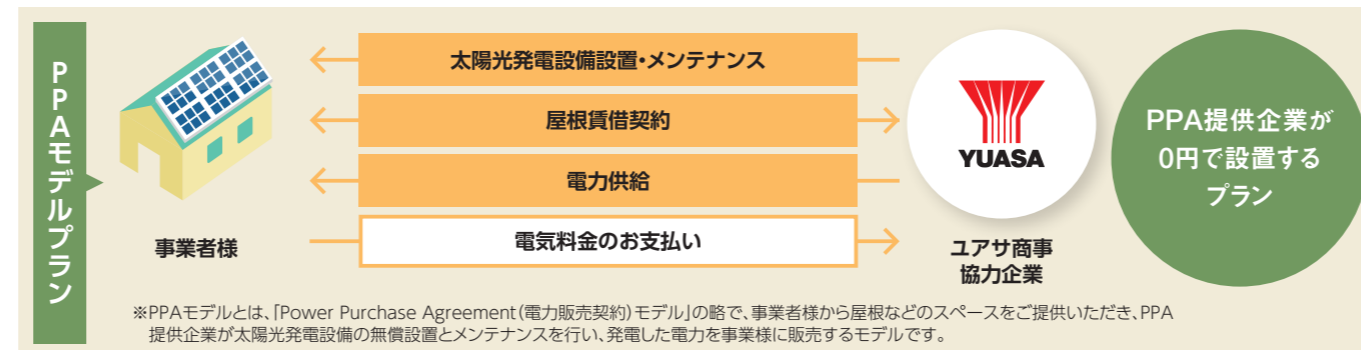 PPAモデルプラン
太陽光発電設備設置・メンテナンス
屋根賃借契約
電力供給
電気料金のお支払い
事業者様
YUASA
ユアサ商事
協力企業
PPA提供企業が
0円で設置する
プラン
※PPAモデルとは、「Power Purchase Agreement(電力販売契約)モデル」の略で、事業者様から屋根などのスペースをご提供いただき、PPA
提供企業が太陽光発電設備の無償設置とメンテナンスを行い、発電した電力を事業様に販売するモデルです。